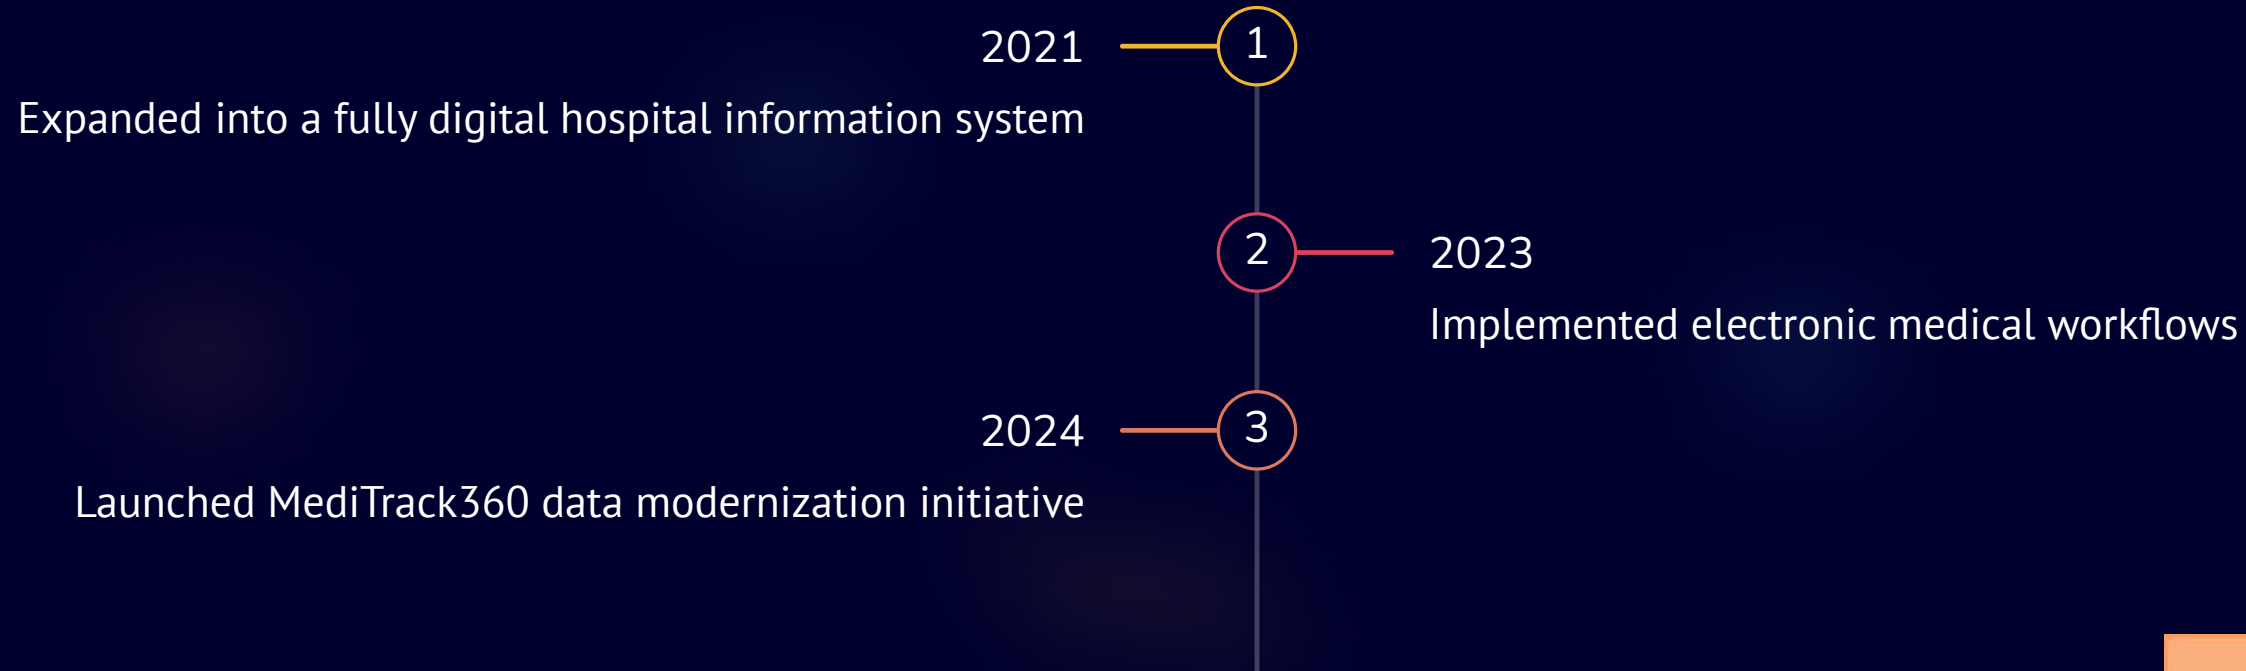 2021
1
Expanded into a fully digital hospital information system
2
2023
Implemented electronic medical workflows
2024
3
Launched MediTrack360 data modernization initiative